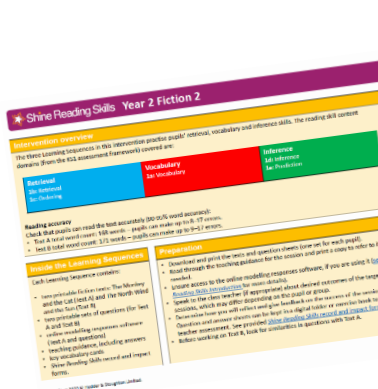 Shine Reading Skills Year 2 Fiction 2
Intervention overview
The three Learning Sequences in this intervention practise pupils' retrieval, vocabulary and inference skills. The reading skill content
domains (from the KS1 assessment framework) covered are:
Retrieval
1b: Retrieval
1c: Ordering
Vocabulary
1a: Vocabulary
Inference
1d: Inference
1e: Prediction
Reading accuracy
Check that pupils can read the text accurately (90-95% word accuracy):
• Text A total word count: 168 words – pupils can make up to 8–17 errors.
• Text B total word count: 171 words – pupils can make up to 9–17 errors.
Inside the Learning Sequences
Each Learning Sequence contains:
• two printable fiction texts: The Monkey
and the Cat (Text A) and The North Wind
and the Sun (Text B)
• two printable sets of questions (for Text
A and Text B)
• online modelling responses software
(Text A and questions)
• teaching guidance, including answers
• key vocabulary cards
• Shine Reading Skills record and impact
forms.
Preparation
• Download and print the texts and question sheets (one set for each pupil).
• Read through the teaching guidance for the session and print a copy to refer to
needed.
• Ensure access to the online modelling responses software, if you are using it
Reading Skills Introduction for more details).
• Speak to the class teacher (if appropriate) about desired outcomes of the target
sessions, which may differ depending on the pupil or group.
• Determine how you will collect and give feedback on the success of the session
Question and answer sheets can be kept in a digital folder or exercise book
teacher assessment. See provided Shine Reading Skills record and impact
• Before working on Text B, look for similarities in questions with Text A.
Hodder & Stoughton Limited